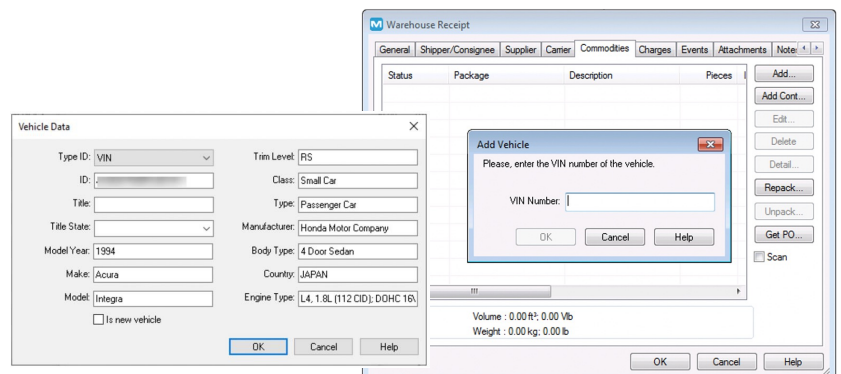 M Warehouse Receipt
General Shipper/Consignee Supplier Carrier Commodities Charges Events Attachments Note
Status Package Description Pieces
Add...
Add Cont...
Edit...
Delete
Detail...
Repack...
Unpack...
Get PO...
Scan
Add Vehicle
Please, enter the VIN number of the vehicle.
VIN Number:
OK Cancel Help
Volume : 0.00 ft³; 0.00 Vlb
Weight : 0.00 kg; 0.00 lb
OK Cancel Help
Vehicle Data
Type ID: VIN Trim Level: RS
ID: Class: Small Car
Title: Type: Passenger Car
Title State: Manufacturer: Honda Motor Company
Model Year: 1994 Body Type: 4 Door Sedan
Make: Acura Country: JAPAN
Model: Integra Engine Type: L4, 1.8L (112 CID); DOHC 16
Is new vehicle
OK Cancel Help